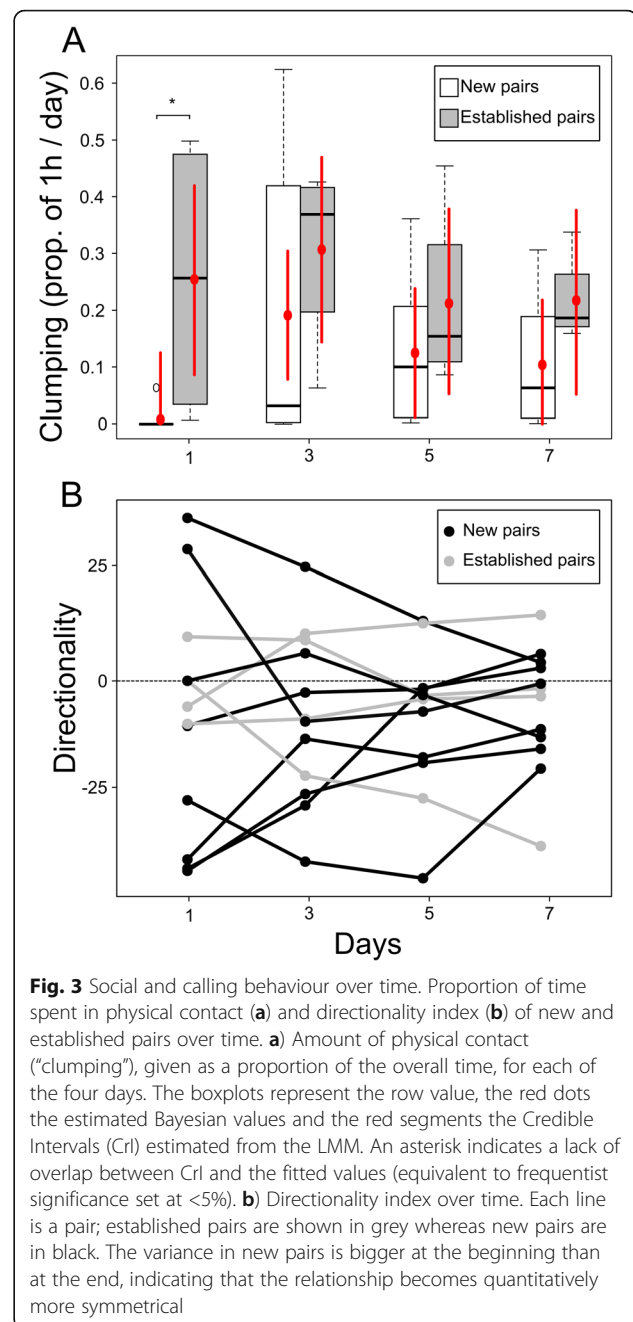 A
Clumping (prop. of 1h / day)
0.6
0.5
0.4
0.3
0.2
0.1
0
*
New pairs
Established pairs
1 3 5 7
B
Directionality
25
0
-25
New pairs
Established pairs
1 3 5 7
Days
Fig. 3 Social and calling behaviour over time. Proportion of time
spent in physical contact (a) and directionality index (b) of new and
established pairs over time. a) Amount of physical contact
("clumping"), given as a proportion of the overall time, for each of
the four days. The boxplots represent the row value, the red dots
the estimated Bayesian values and the red segments the Credible
Intervals (CrI) estimated from the LMM. An asterisk indicates a lack of
overlap between CrI and the fitted values (equivalent to frequentist
significance set at <5%). b) Directionality index over time. Each line
is a pair; established pairs are shown in grey whereas new pairs are
in black. The variance in new pairs is bigger at the beginning than
at the end, indicating that the relationship becomes quantitatively
more symmetrical